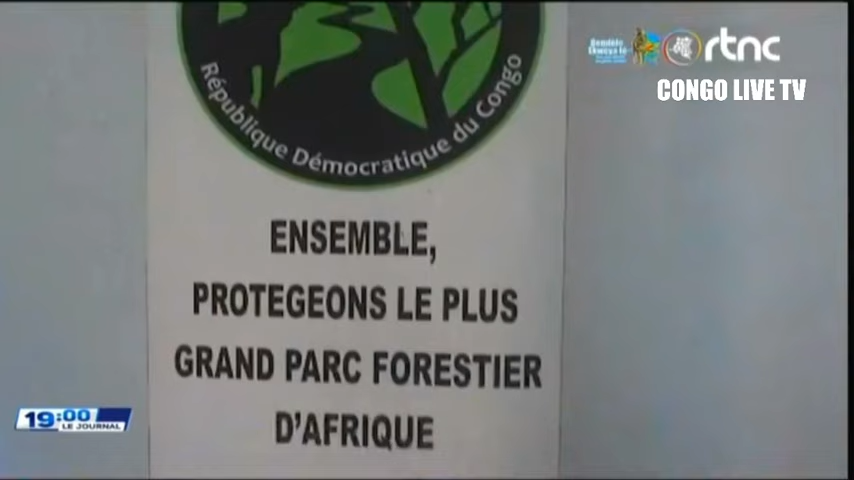 rtnc
CONGO LIVE TV
République Démocratique du Congo
ENSEMBLE,
PROTEGEONS LE PLUS
GRAND PARC FORESTIER
D'AFRIQUE
19:00
LE JOURNAL